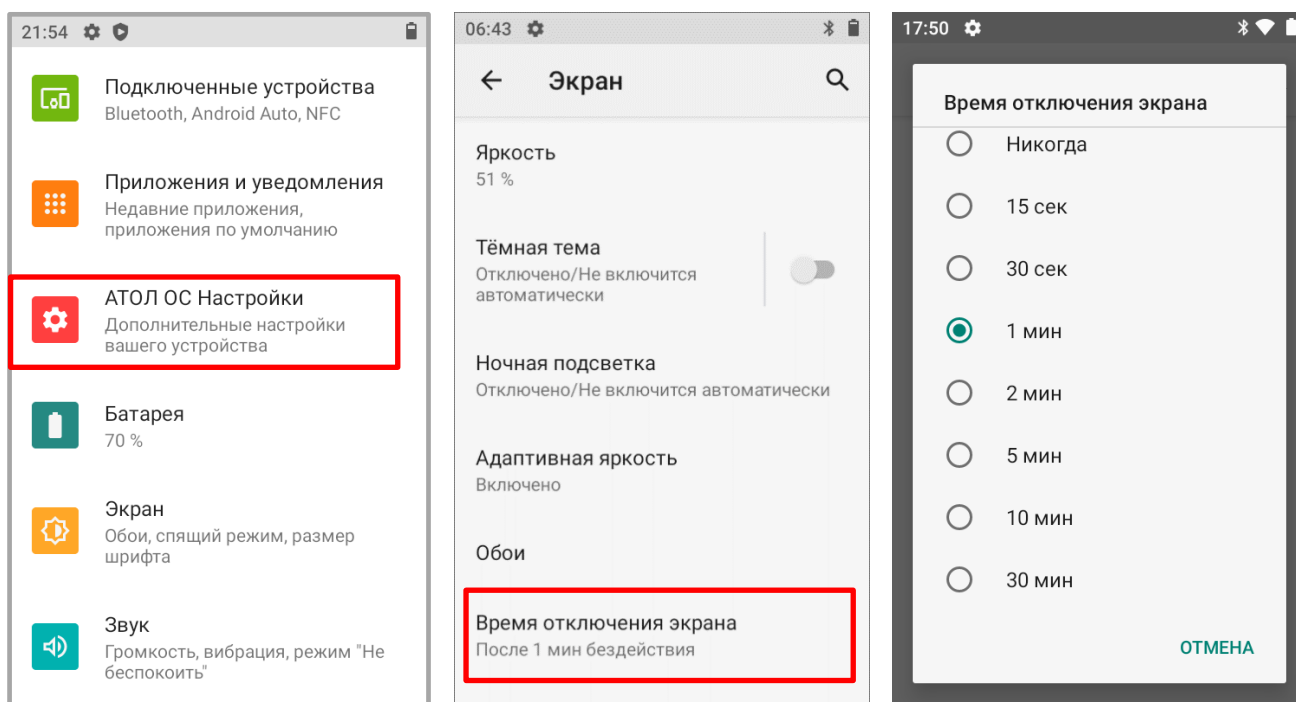 21:54
Подключенные устройства
Bluetooth, Android Auto, NFC
Приложения и уведомления
Недавние приложения,
приложения по умолчанию
АТОЛ ОС Настройки
Дополнительные настройки
вашего устройства
Батарея
70 %
Экран
Обои, спящий режим, размер
шрифта
Звук
Громкость, вибрация, режим "Не
беспокоить"
06:43
Экран
Яркость
51 %
Тёмная тема
Отключено/Не включится
автоматически
Ночная подсветка
Отключено/Не включится автоматически
Адаптивная яркость
Включено
Обои
Время отключения экрана
После 1 мин бездействия
17:50
Время отключения экрана
Никогда
15 сек
30 сек
1 мин
2 мин
5 мин
10 мин
30 мин
ОТМЕНА